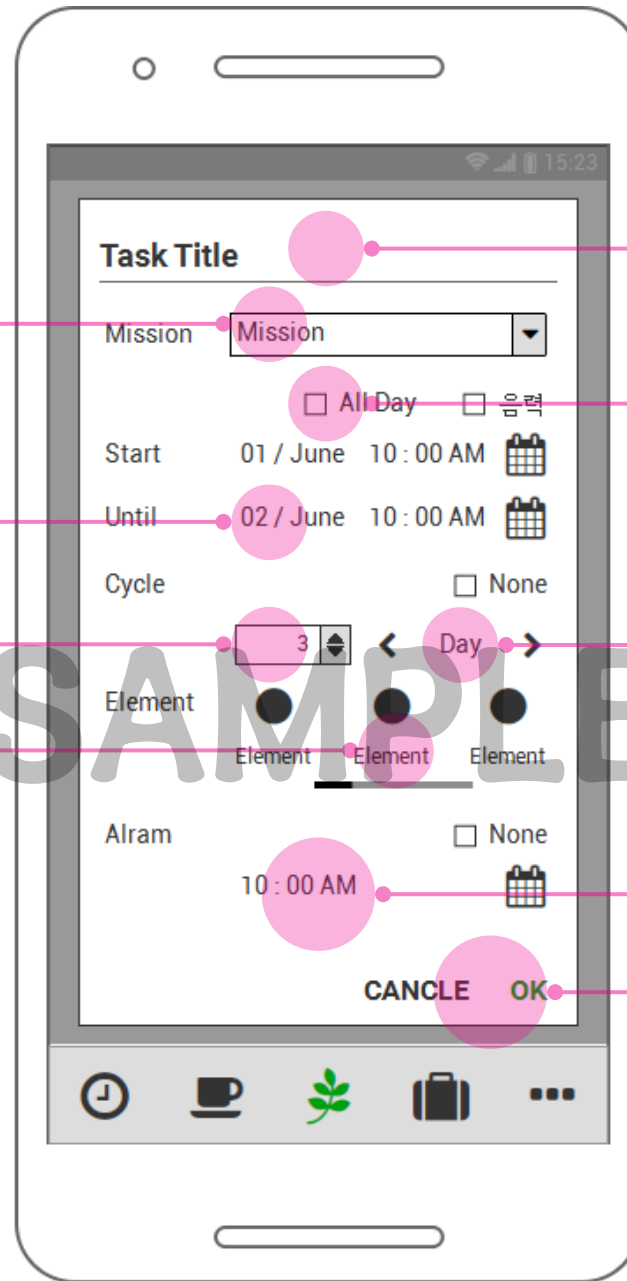 15:23
Task Title
Mission Mission
All Day 음력
Start 01 / June 10 : 00 AM
Until 02 / June 10 : 00 AM
Cycle None
3 Day
SAMPLE
Element
Element Element Element
Alram None
10 : 00 AM
CANCLE OK